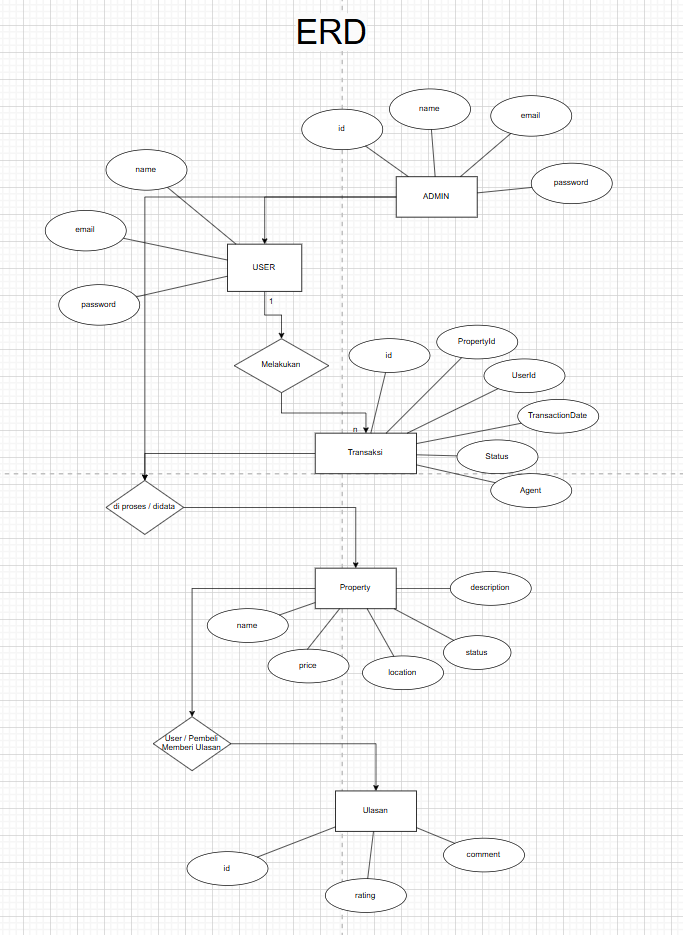 ERD
name
id
email
name
password
ADMIN
email
USER
password
1
Melakukan
PropertyId
id
UserId
TransactionDate
n
Transaksi
Status
Agent
di proses / didata
Property
description
name
status
price
location
User / Pembeli
Memberi Ulasan
Ulasan
comment
id
rating